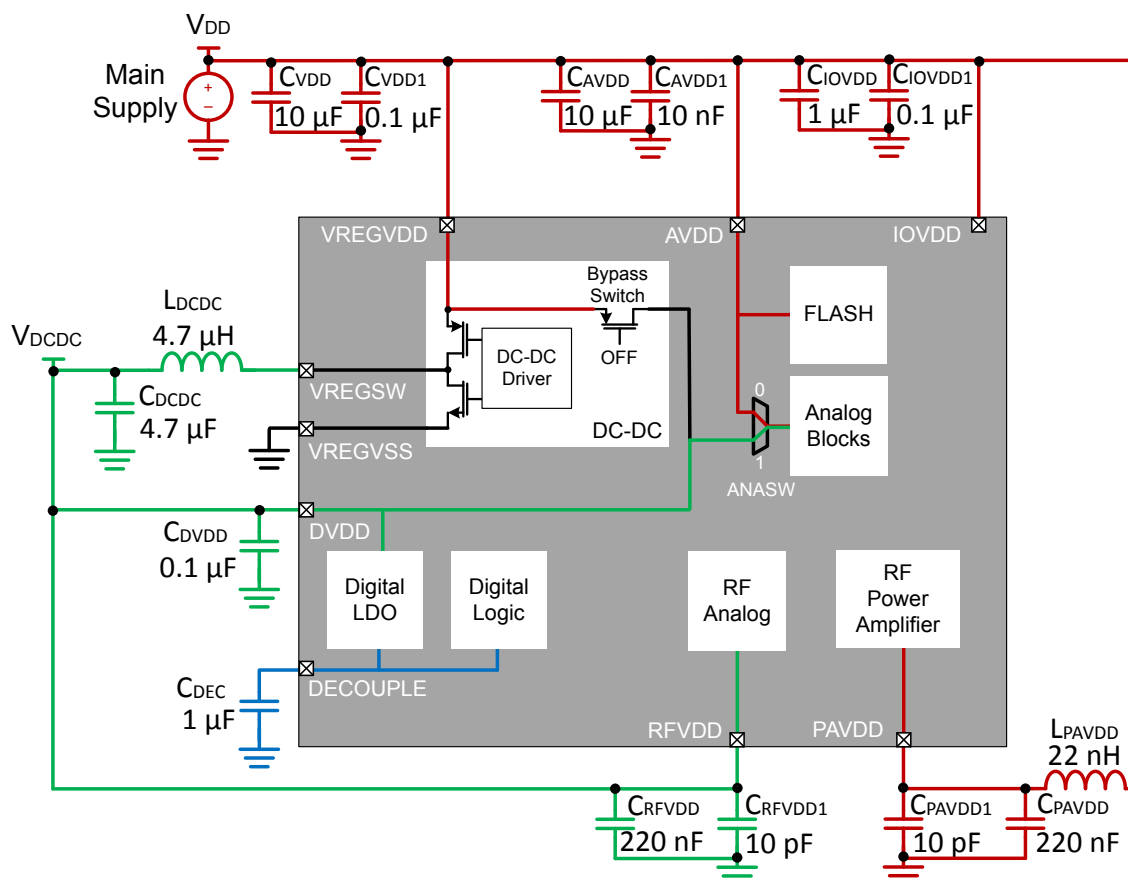 VDD
Main
Supply
+
−
CVDD
10 µF
CVDD1
0.1 µF
CAVDD
10 µF
CAVDD1
10 nF
CIOVDD
1 µF
CIOVDD1
0.1 µF
VREGVDD
AVDD
IOVDD
Bypass
Switch
OFF
FLASH
LDCDC
4.7 µH
VDCDC
DC-DC
Driver
VREGSW
CDCDC
4.7 µF
0
Analog
Blocks
DC-DC
VREGVSS
1
ANASW
DVDD
CDVDD
0.1 µF
Digital
LDO
Digital
Logic
RF
Analog
RF
Power
Amplifier
CDEC
1 µF
DECOUPLE
RFVDD
PAVDD
LPAVDD
22 nH
CRFVDD
220 nF
CRFVDD1
10 pF
CPAVDD1
10 pF
CPAVDD
220 nF